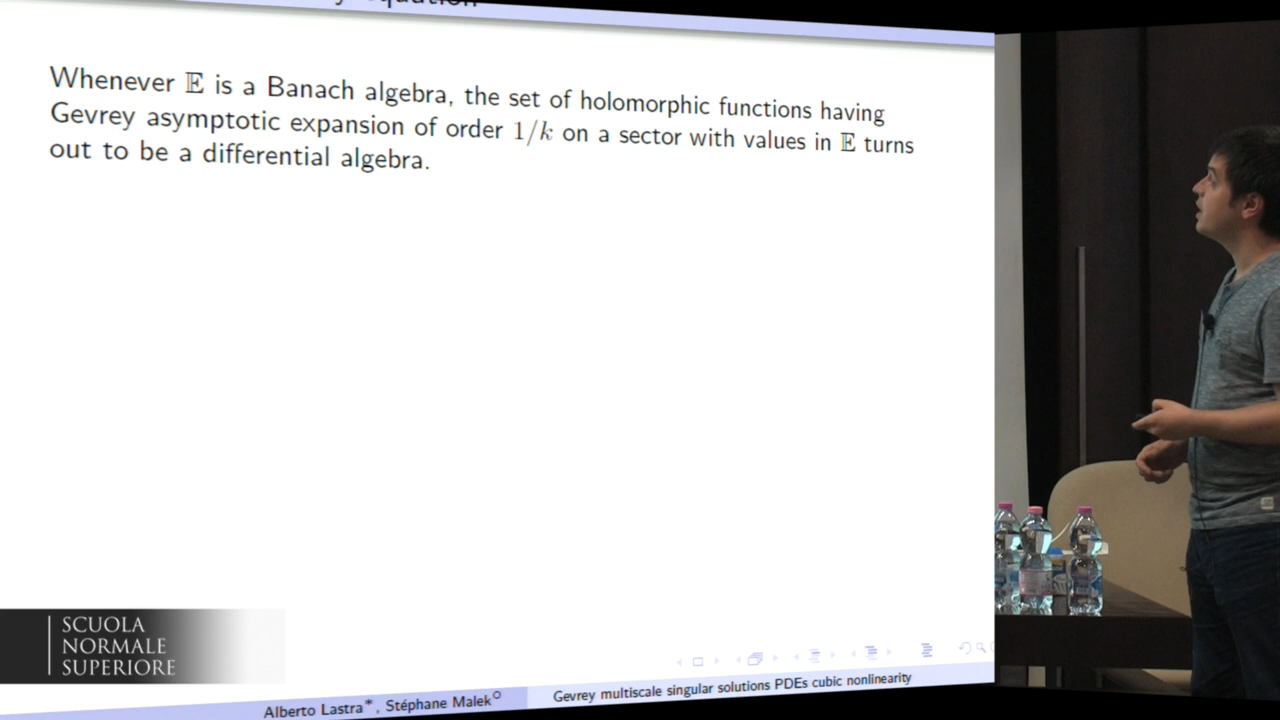 equation
Whenever 𝔼 is a Banach algebra, the set of holomorphic functions having
Gevrey asymptotic expansion of order 1/k on a sector with values in 𝔼 turns
out to be a differential algebra.
SCUOLA
NORMALE
SUPERIORE
Alberto Lastra*, Stéphane Malek○
Gevrey multiscale singular solutions PDEs cubic nonlinearity